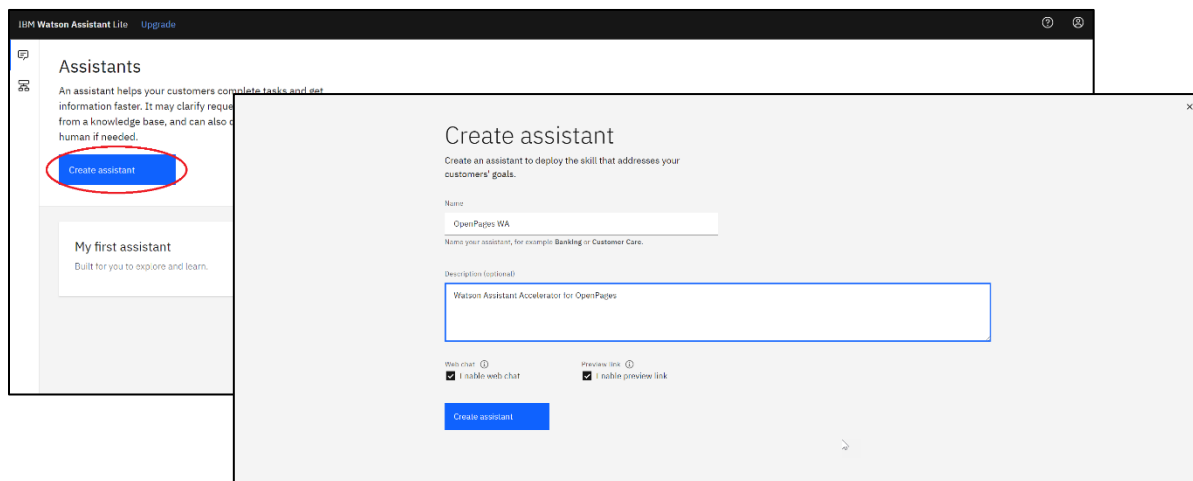 IBM Watson Assistant Lite Upgrade
Assistants
An assistant helps your customers complete tasks and get
information faster. It may clarify reque
from a knowledge base, and can also
human if needed.
Create assistant
My first assistant
Built for you to explore and learn.
Create assistant
Create an assistant to deploy the skill that addresses your
customers' goals.
Name
OpenPages WA
Name your assistant, for example Banking or Customer Care.
Description (optional)
Watson Assistant Accelerator for OpenPages
Web chat Preview link
Enable web chat Enable preview link
Create assistant